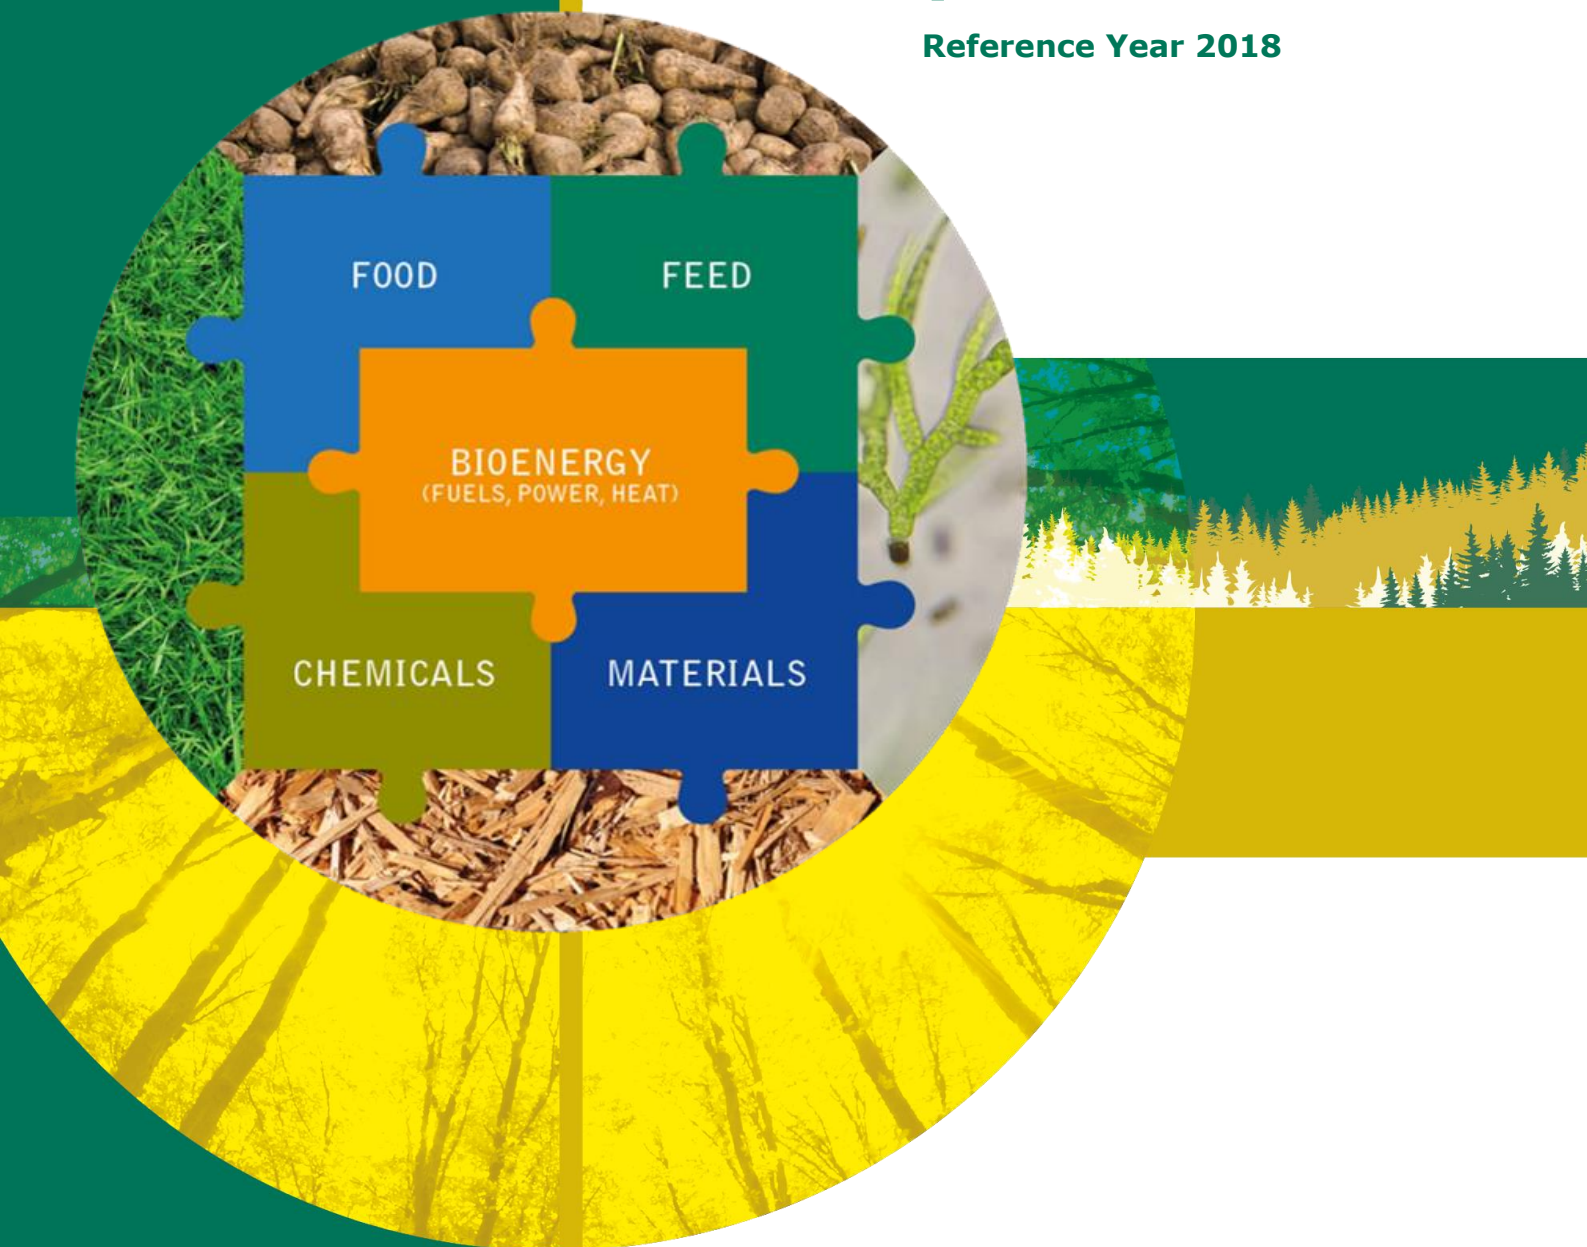 Reference Year 2018
FOOD
FEED
BIOENERGY
(FUELS, POWER, HEAT)
CHEMICALS
MATERIALS